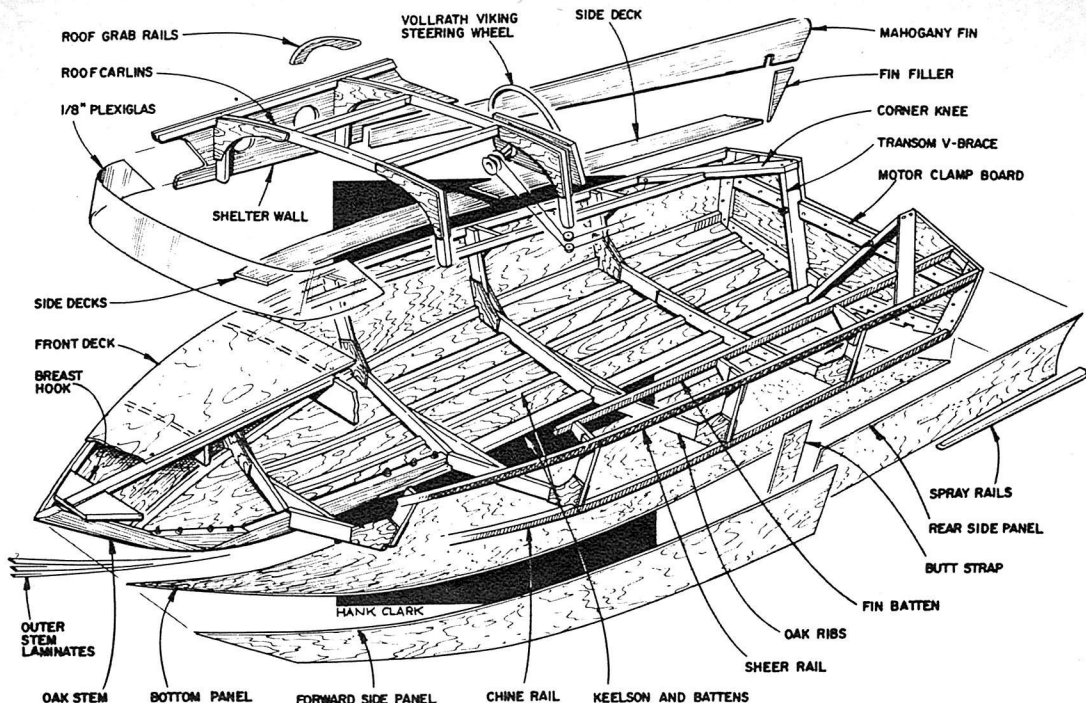 ROOF GRAB RAILS
VOLLRATH VIKING
STEERING WHEEL
SIDE DECK
MAHOGANY FIN
ROOF CARLINS
FIN FILLER
1/8" PLEXIGLAS
CORNER KNEE
TRANSOM V-BRACE
MOTOR CLAMP BOARD
SHELTER WALL
SIDE DECKS
FRONT DECK
BREAST
HOOK
SPRAY RAILS
REAR SIDE PANEL
BUTT STRAP
FIN BATTEN
HANK CLARK
OAK RIBS
OUTER
STEM
LAMINATES
SHEER RAIL
OAK STEM
BOTTOM PANEL
FORWARD SIDE PANEL
CHINE RAIL
KEELSON AND BATTENS